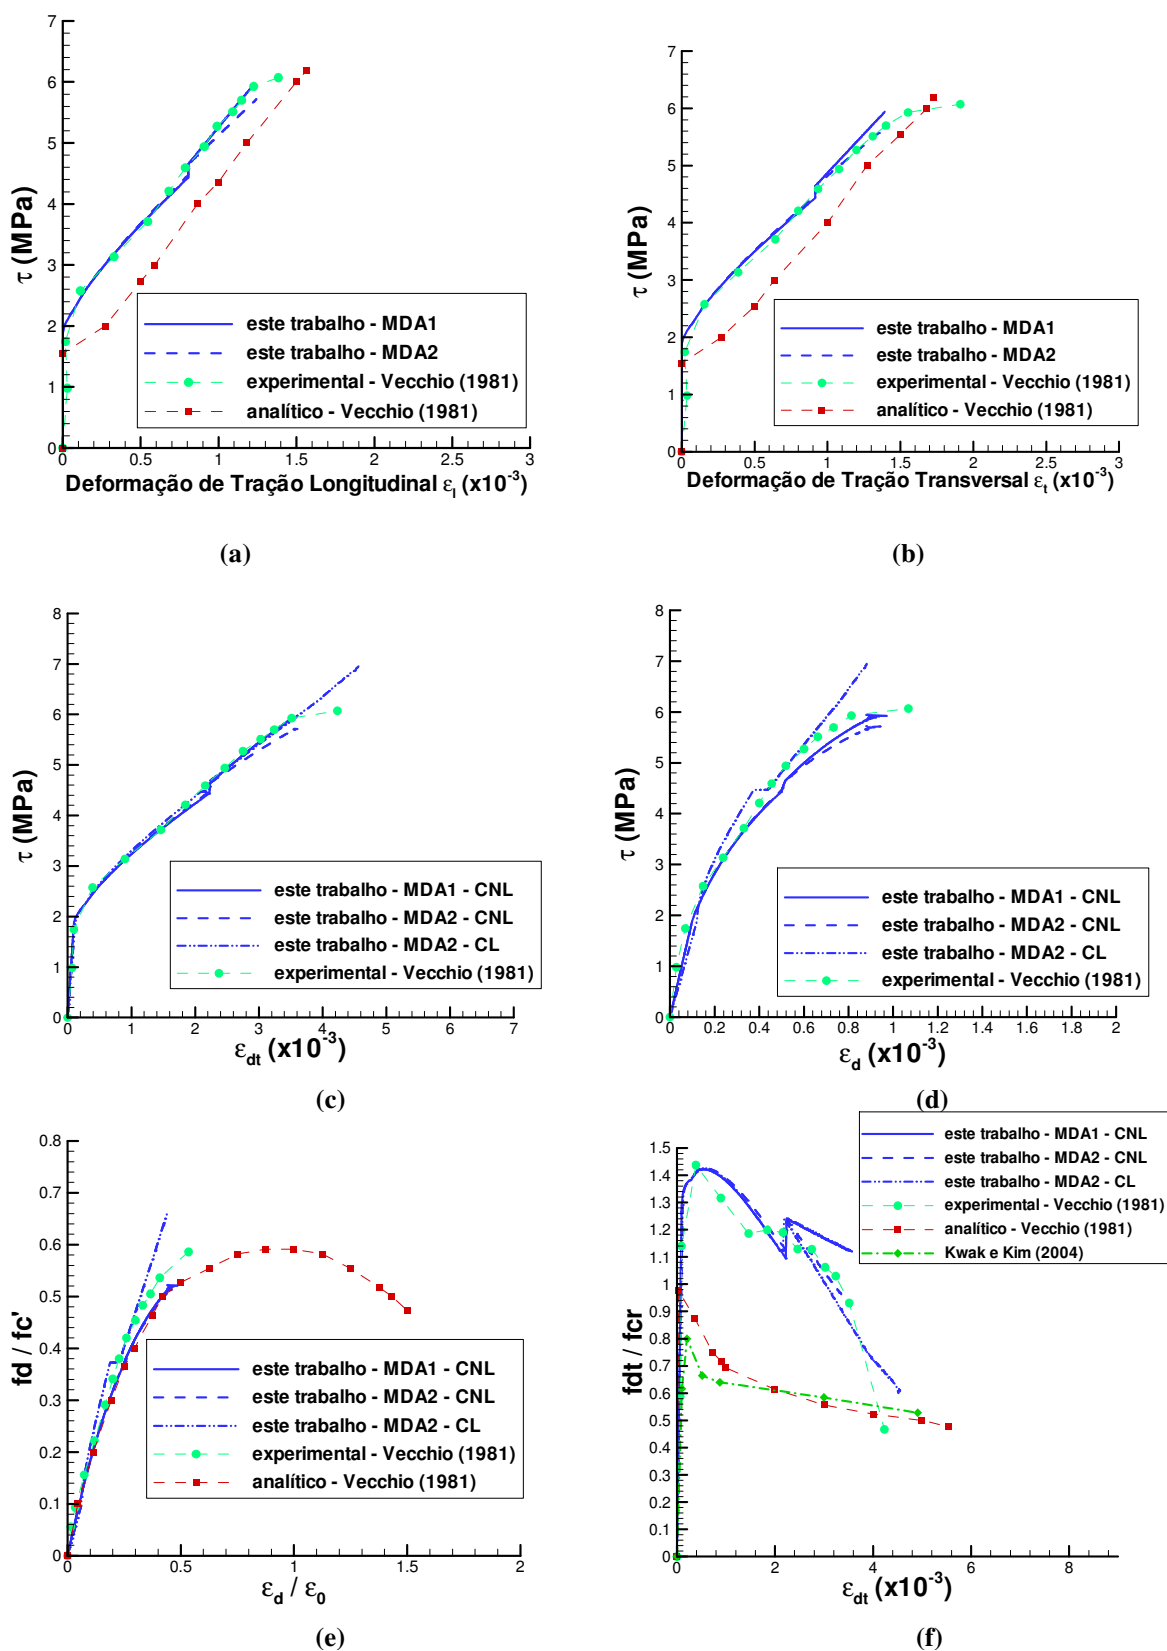 7
6
5
4
3
2
1
0
τ (MPa)
este trabalho - MDA1
este trabalho - MDA2
experimental - Vecchio (1981)
analítico - Vecchio (1981)
0 0.5 1 1.5 2 2.5 3
Deformação de Tração Longitudinal εl (x10-3)
(a)
7
6
5
4
3
2
1
0
τ (MPa)
este trabalho - MDA1
este trabalho - MDA2
experimental - Vecchio (1981)
analítico - Vecchio (1981)
0 0.5 1 1.5 2 2.5 3
Deformação de Tração Transversal εt (x10-3)
(b)
8
7
6
5
4
3
2
1
0
τ (MPa)
este trabalho - MDA1 - CNL
este trabalho - MDA2 - CNL
este trabalho - MDA2 - CL
experimental - Vecchio (1981)
0 1 2 3 4 5 6 7
εdt (x10-3)
(c)
8
7
6
5
4
3
2
1
0
τ (MPa)
este trabalho - MDA1 - CNL
este trabalho - MDA2 - CNL
este trabalho - MDA2 - CL
experimental - Vecchio (1981)
0 0.2 0.4 0.6 0.8 1 1.2 1.4 1.6 1.8 2
εd (x10-3)
(d)
0.8
0.7
0.6
0.5
0.4
0.3
0.2
0.1
0
fd / fc'
este trabalho - MDA1 - CNL
este trabalho - MDA2 - CNL
este trabalho - MDA2 - CL
experimental - Vecchio (1981)
analítico - Vecchio (1981)
0 0.5 1 1.5 2
εd / ε0
(e)
este trabalho - MDA1 - CNL
este trabalho - MDA2 - CNL
este trabalho - MDA2 - CL
experimental - Vecchio (1981)
analítico - Vecchio (1981)
Kwak e Kim (2004)
1.5
1.4
1.3
1.2
1.1
1
0.9
0.8
0.7
0.6
0.5
0.4
0.3
0.2
0.1
0
fdt / fcr
0 2 4 6 8
εdt (x10-3)
(f)